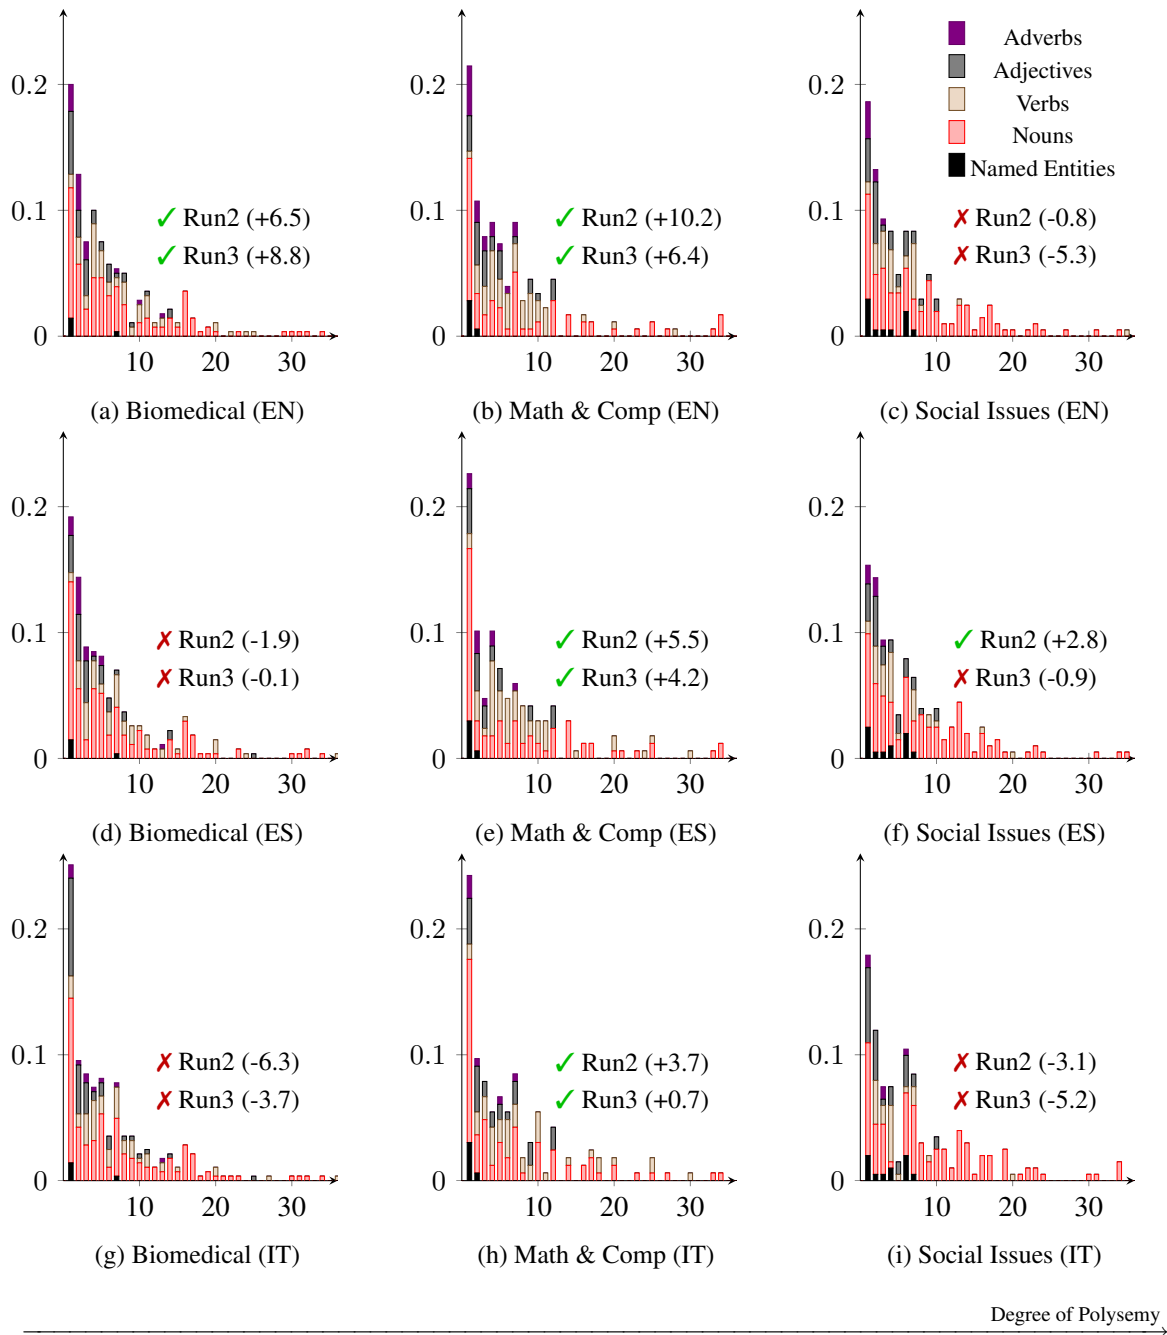 0.2
0.1
0
10 20 30
✓ Run2 (+6.5)
✓ Run3 (+8.8)
(a) Biomedical (EN)
0.2
0.1
0
10 20 30
✓ Run2 (+10.2)
✓ Run3 (+6.4)
(b) Math & Comp (EN)
0.2
0.1
0
10 20 30
Adverbs
Adjectives
Verbs
Nouns
Named Entities
✗ Run2 (-0.8)
✗ Run3 (-5.3)
(c) Social Issues (EN)
0.2
0.1
0
10 20 30
✗ Run2 (-1.9)
✗ Run3 (-0.1)
(d) Biomedical (ES)
0.2
0.1
0
10 20 30
✓ Run2 (+5.5)
✓ Run3 (+4.2)
(e) Math & Comp (ES)
0.2
0.1
0
10 20 30
✓ Run2 (+2.8)
✗ Run3 (-0.9)
(f) Social Issues (ES)
0.2
0.1
0
10 20 30
✗ Run2 (-6.3)
✗ Run3 (-3.7)
(g) Biomedical (IT)
0.2
0.1
0
10 20 30
✓ Run2 (+3.7)
✓ Run3 (+0.7)
(h) Math & Comp (IT)
0.2
0.1
0
10 20 30
✗ Run2 (-3.1)
✗ Run3 (-5.2)
(i) Social Issues (IT)
Degree of Polysemy